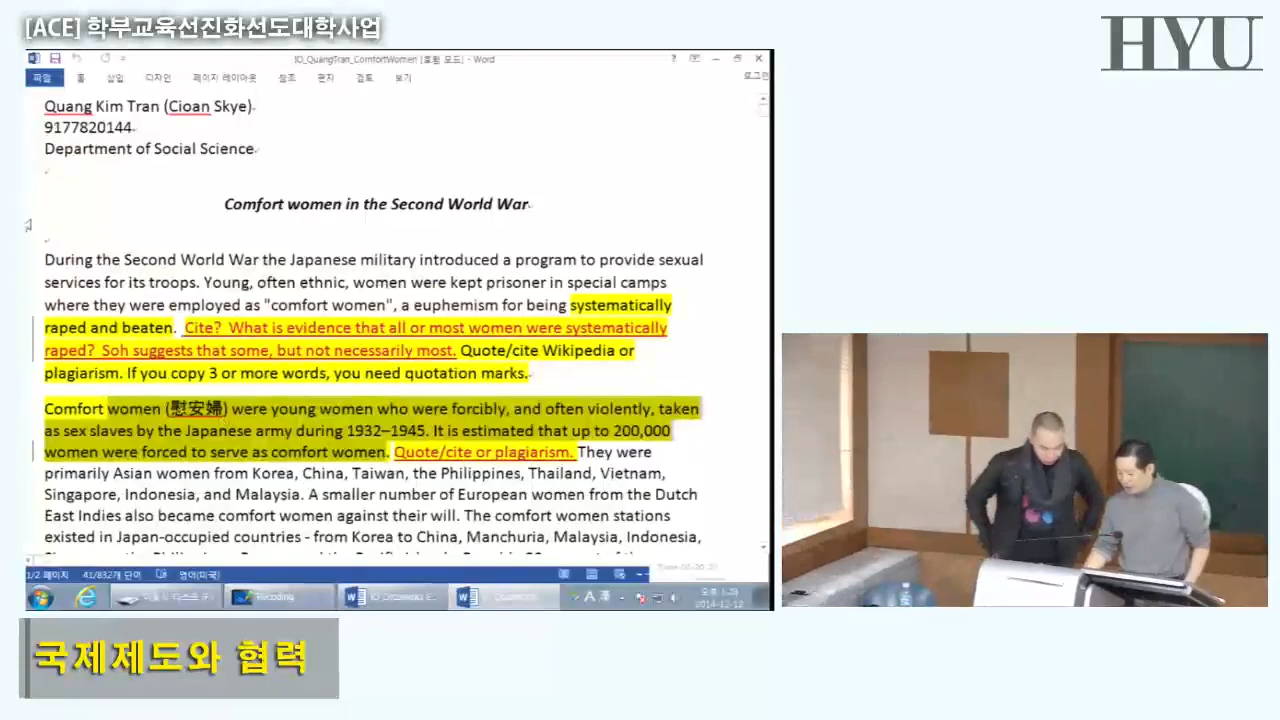 [ACE] 학부교육선진화선도대학사업
HYU
IO_QuangTran_ComfortWomen [호환 모드] - Word
파일 홈 삽입 디자인 페이지 레이아웃 참조 편지 검토 보기
로그인
Quang Kim Tran (Cioan Skye)
9177820144
Department of Social Science
Comfort women in the Second World War
During the Second World War the Japanese military introduced a program to provide sexual
services for its troops. Young, often ethnic, women were kept prisoner in special camps
where they were employed as "comfort women", a euphemism for being systematically
raped and beaten. Cite? What is evidence that all or most women were systematically
raped? Soh suggests that some, but not necessarily most. Quote/cite Wikipedia or
plagiarism. If you copy 3 or more words, you need quotation marks.
Comfort women (慰安婦) were young women who were forcibly, and often violently, taken
as sex slaves by the Japanese army during 1932–1945. It is estimated that up to 200,000
women were forced to serve as comfort women. Quote/cite or plagiarism. They were
primarily Asian women from Korea, China, Taiwan, the Philippines, Thailand, Vietnam,
Singapore, Indonesia, and Malaysia. A smaller number of European women from the Dutch
East Indies also became comfort women against their will. The comfort women stations
existed in Japan-occupied countries - from Korea to China, Manchuria, Malaysia, Indonesia,
1/2 페이지 41/832개 단어 영어(미국)
Recoding
A 漢
2014-12-12
국제제도와 협력